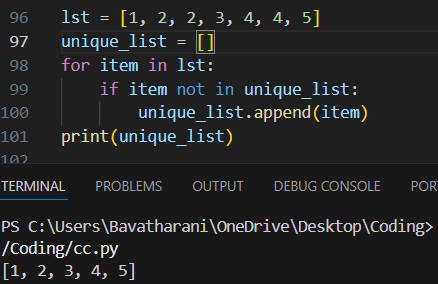 96 lst = [1, 2, 2, 3, 4, 4, 5]
97 unique_list = []
98 for item in lst:
99     if item not in unique_list:
100         unique_list.append(item)
101 print(unique_list)
102
TERMINAL PROBLEMS OUTPUT DEBUG CONSOLE POR
PS C:\Users\Bavatharani\OneDrive\Desktop\Coding>
/Coding/cc.py
[1, 2, 3, 4, 5]